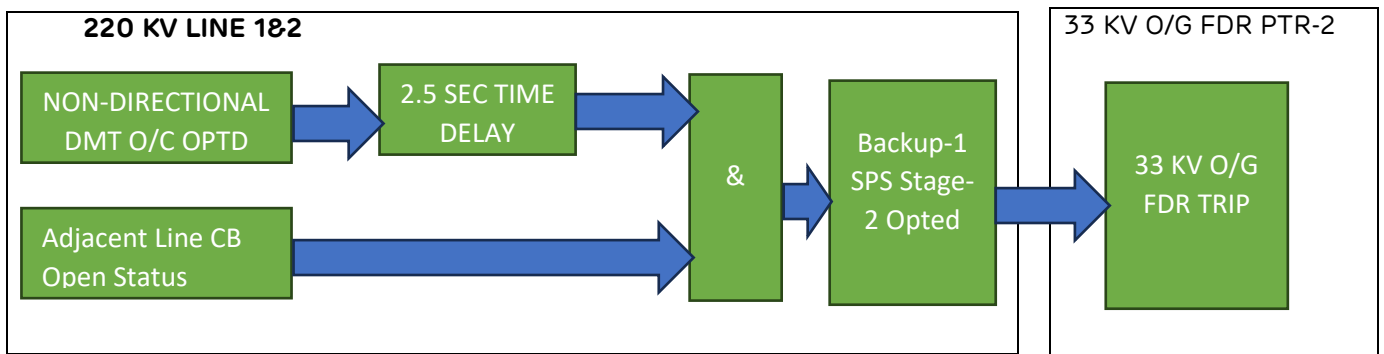 220 KV LINE 1&2
NON-DIRECTIONAL
DMT O/C OPTD
2.5 SEC TIME
DELAY
Adjacent Line CB
Open Status
&
Backup-1
SPS Stage-
2 Opted
33 KV O/G FDR PTR-2
33 KV O/G
FDR TRIP